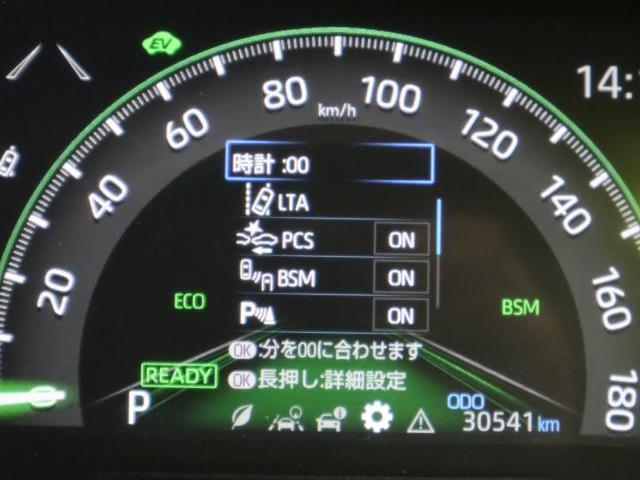 EV
14:
80
100
km/h
60
120
時計 :00
40
LTA
140
PCS ON
BSM ON
20
ECO
BSM
160
P ON
OK :分を00に合わせます
READY
OK 長押し:詳細設定
180
P
ODO
30541 km